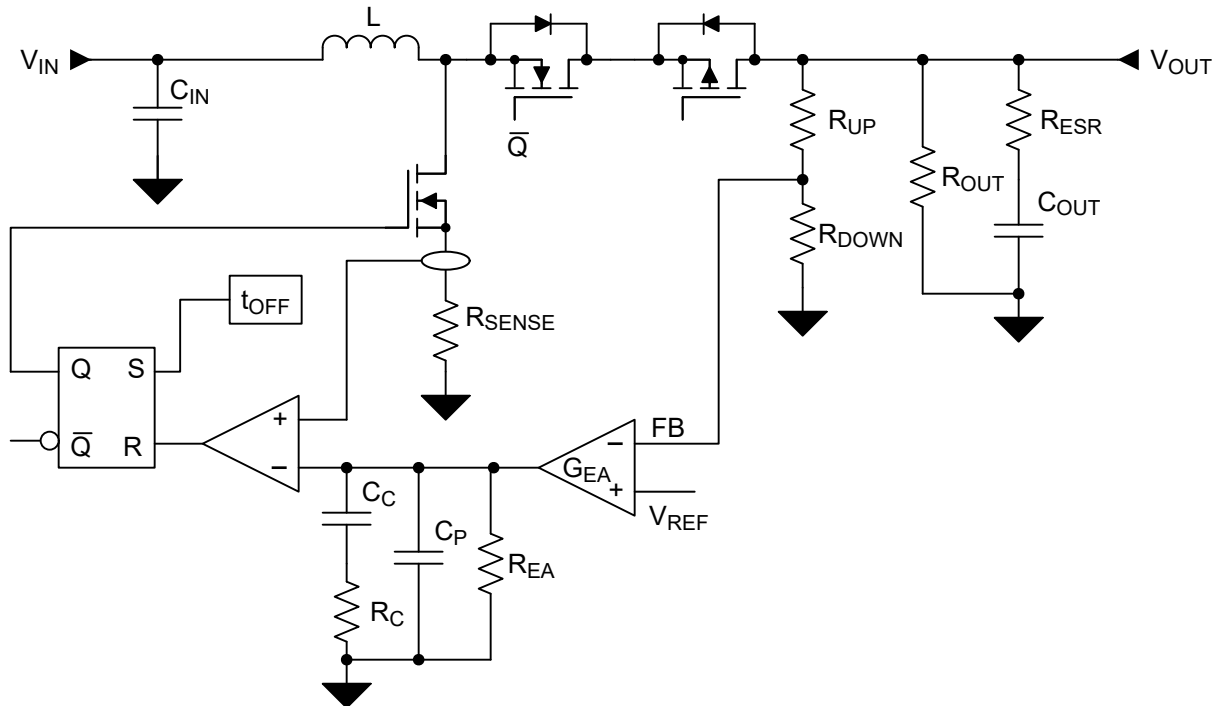 L
V_IN
V_OUT
C_IN
Q̅
R_UP
R_ESR
R_OUT
C_OUT
R_DOWN
t_OFF
R_SENSE
Q S
Q̅ R
+
−
FB
−
G_EA
+
V_REF
C_C
C_P
R_EA
R_C